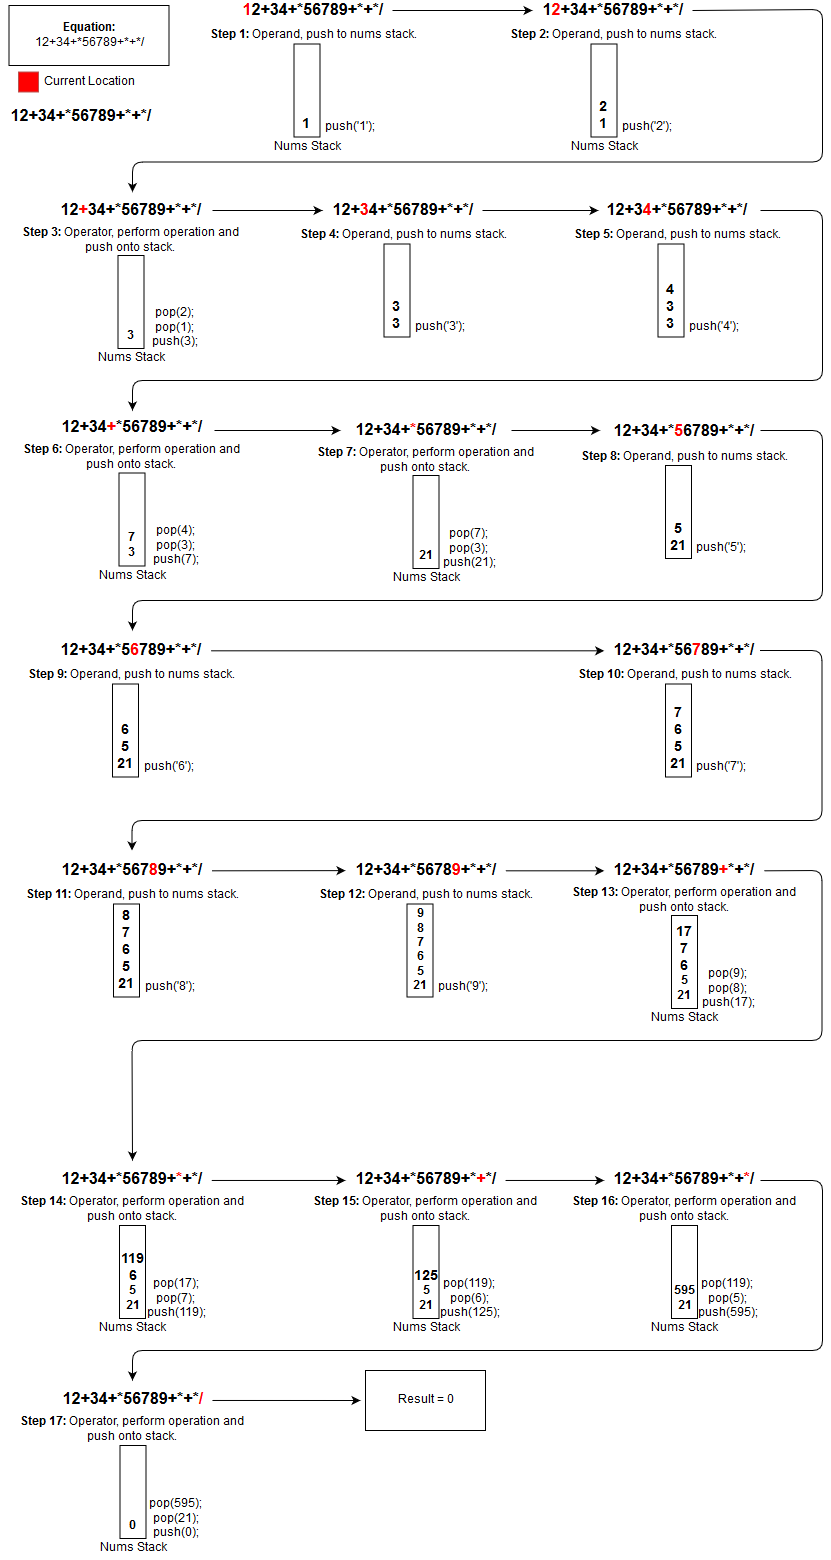 Equation:
12+34+*56789+*+*/
Current Location
12+34+*56789+*+*/
12+34+*56789+*+*/
Step 1: Operand, push to nums stack.
1
push('1');
Nums Stack
12+34+*56789+*+*/
Step 2: Operand, push to nums stack.
2
1
push('2');
Nums Stack
12+34+*56789+*+*/
Step 3: Operator, perform operation and
push onto stack.
3
pop(2);
pop(1);
push(3);
Nums Stack
12+34+*56789+*+*/
Step 4: Operand, push to nums stack.
3
3
push('3');
12+34+*56789+*+*/
Step 5: Operand, push to nums stack.
4
3
3
push('4');
12+34+*56789+*+*/
Step 6: Operator, perform operation and
push onto stack.
7
3
pop(4);
pop(3);
push(7);
Nums Stack
12+34+*56789+*+*/
Step 7: Operator, perform operation and
push onto stack.
21
pop(7);
pop(3);
push(21);
Nums Stack
12+34+*56789+*+*/
Step 8: Operand, push to nums stack.
5
21
push('5');
12+34+*56789+*+*/
Step 9: Operand, push to nums stack.
6
5
21
push('6');
12+34+*56789+*+*/
Step 10: Operand, push to nums stack.
7
6
5
21
push('7');
12+34+*56789+*+*/
Step 11: Operand, push to nums stack.
8
7
6
5
21
push('8');
12+34+*56789+*+*/
Step 12: Operand, push to nums stack.
9
8
7
6
5
21
push('9');
12+34+*56789+*+*/
Step 13: Operator, perform operation and
push onto stack.
17
7
6
5
21
pop(9);
pop(8);
push(17);
Nums Stack
12+34+*56789+*+*/
Step 14: Operator, perform operation and
push onto stack.
119
6
5
21
pop(17);
pop(7);
push(119);
Nums Stack
12+34+*56789+*+*/
Step 15: Operator, perform operation and
push onto stack.
125
5
21
pop(119);
pop(6);
push(125);
Nums Stack
12+34+*56789+*+*/
Step 16: Operator, perform operation and
push onto stack.
595
21
pop(119);
pop(5);
push(595);
Nums Stack
12+34+*56789+*+*/
Step 17: Operator, perform operation and
push onto stack.
0
pop(595);
pop(21);
push(0);
Nums Stack
Result = 0